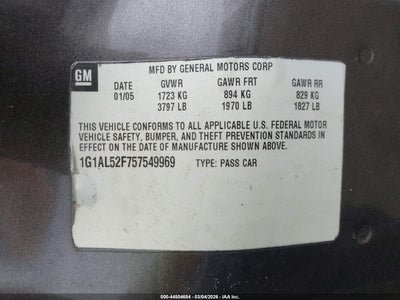 GM
MFD BY GENERAL MOTORS CORP
DATE GVWR GAWR FRT GAWR RR
01/05 1723 KG 894 KG 829 KG
3797 LB 1970 LB 1827 LB
THIS VEHICLE CONFORMS TO ALL APPLICABLE U.S. FEDERAL MOTOR
VEHICLE SAFETY, BUMPER, AND THEFT PREVENTION STANDARDS IN
EFFECT ON THE DATE OF MANUFACTURE SHOWN ABOVE.
1G1AL52F757549969 TYPE: PASS CAR
000-44934684 - 03/04/2026 - IAA Inc.